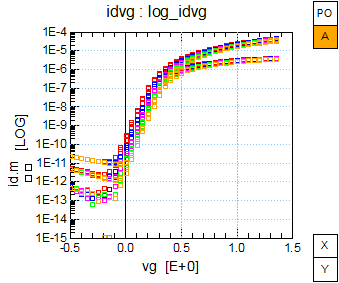 idvg : log_idvg
PO
A
1E-4
1E-5
1E-6
1E-7
1E-8
1E-9
1E-10
1E-11
1E-12
1E-13
1E-14
1E-15
id.m [LOG]
-0.5
0.0
0.5
1.0
1.5
vg [E+0]
X
Y